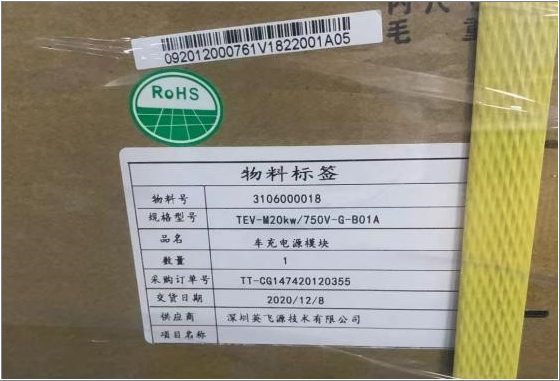 092012000761V1822001A05
毛
RoHS
物料标签
物料号 3106000018
规格型号 TEV-M20kw/750V-G-B01A
品名 车充电源模块
数量 1
采购订单号 TT-CG147420120355
交货日期 2020/12/8
供应商 深圳英飞源技术有限公司
项目名称